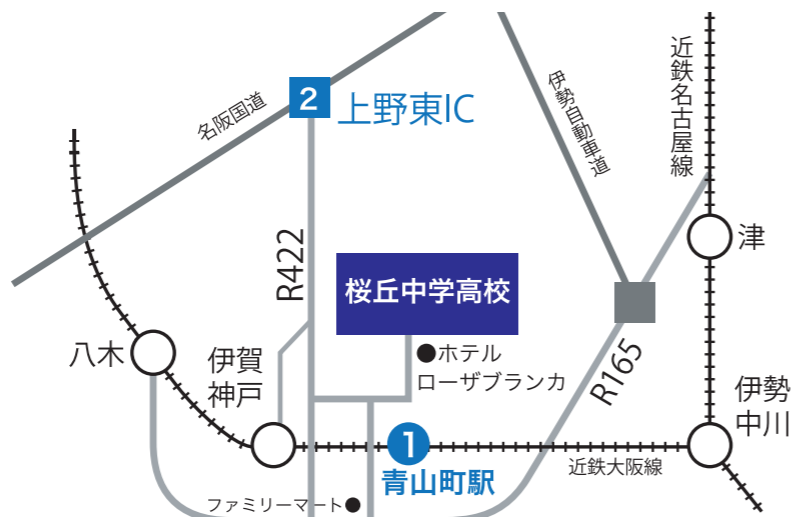 2
上野東IC
名阪国道
伊勢自動車道
近鉄名古屋線
津
R422
桜丘中学高校
八木
伊賀
神戸
●ホテル
ローザブランカ
R165
伊勢
中川
1
青山町駅
近鉄大阪線
ファミリーマート●